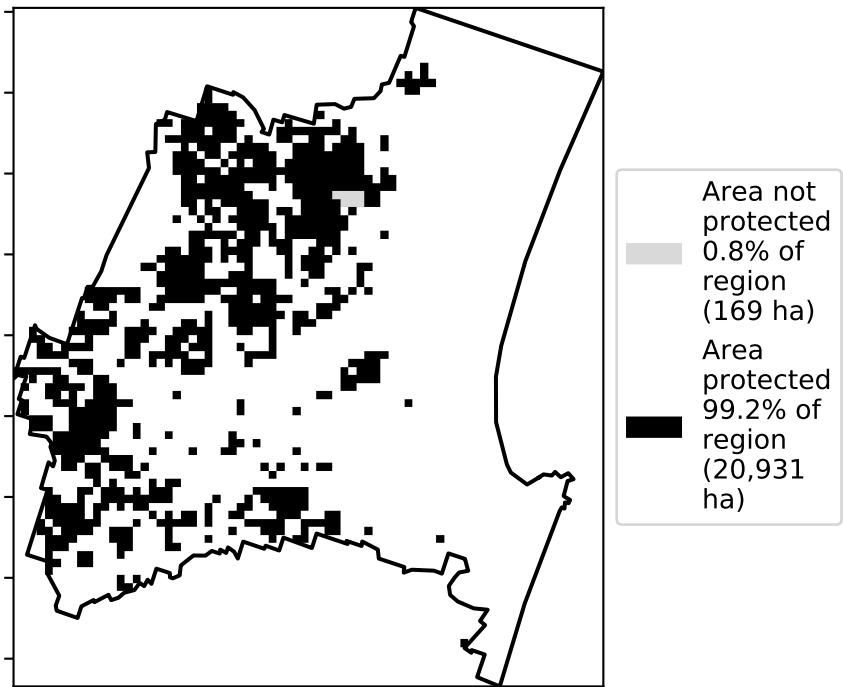 Area not
protected
0.8% of
region
(169 ha)
Area
protected
99.2% of
region
(20,931
ha)